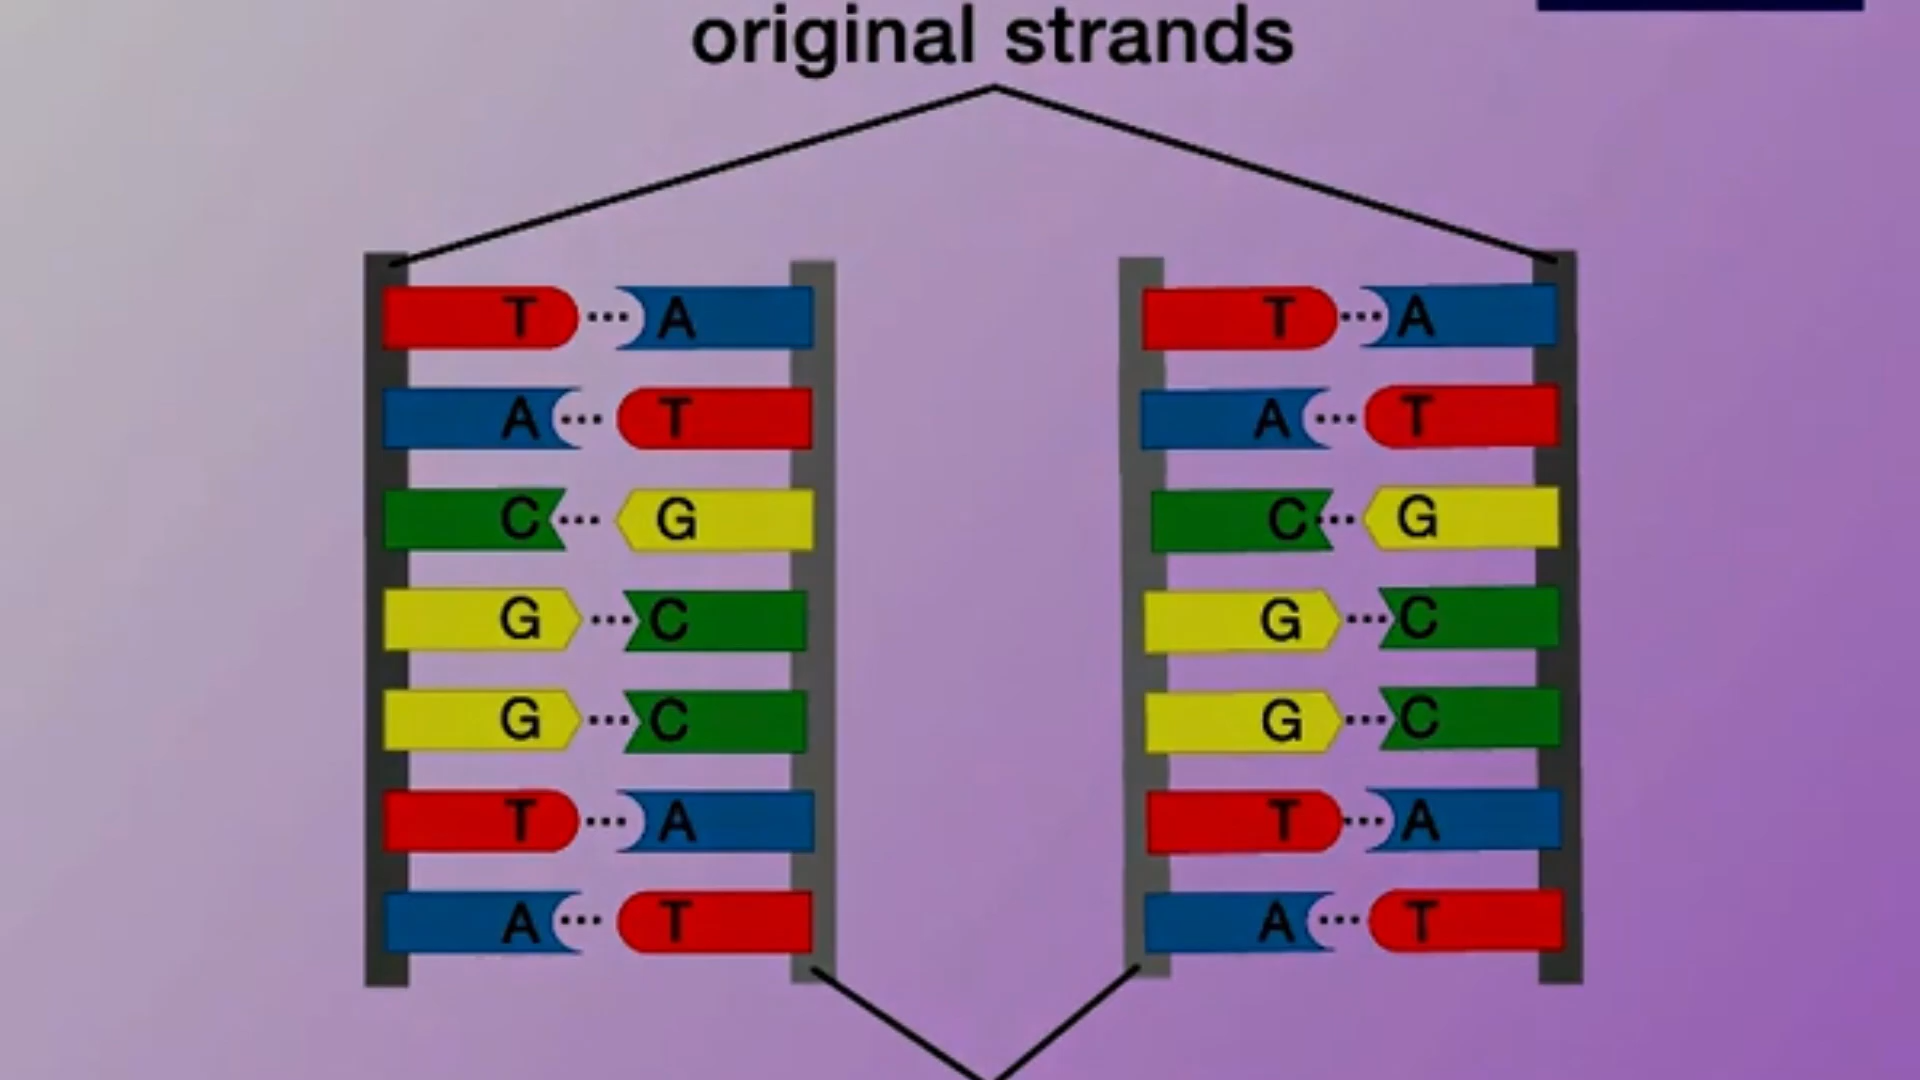 original strands
T ... A T ... A
A ... T A ... T
C ... G C ... G
G ... C G ... C
G ... C G ... C
T ... A T ... A
A ... T A ... T